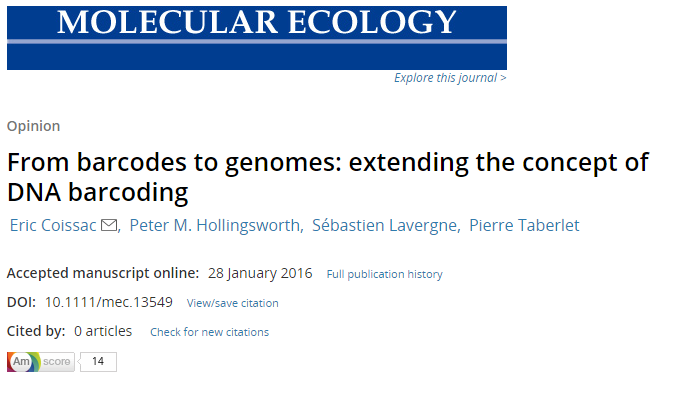 MOLECULAR ECOLOGY
Explore this journal >
Opinion
From barcodes to genomes: extending the concept of
DNA barcoding
Eric Coissac, Peter M. Hollingsworth, Sébastien Lavergne, Pierre Taberlet
Accepted manuscript online: 28 January 2016 Full publication history
DOI: 10.1111/mec.13549 View/save citation
Cited by: 0 articles Check for new citations
Am score 14